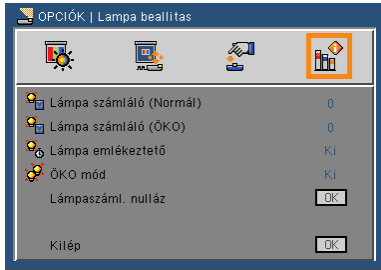 OPCIÓK | Lampa beallitas
Lámpa számláló (Normál) 0
Lámpa számláló (ÖKO) 0
Lámpa emlékeztető Ki
ÖKO mód Ki
Lámpaszáml. nulláz OK
Kilép OK